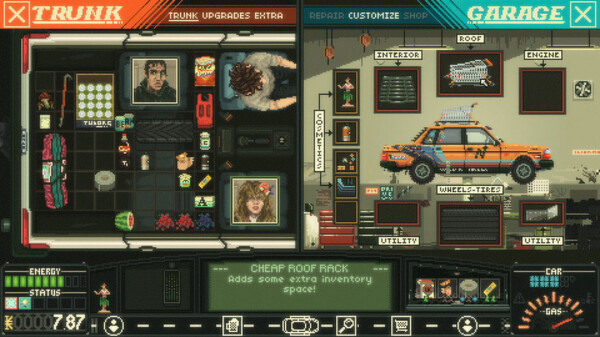 TRUNK
TRUNK UPGRADES EXTRA
REPAIR CUSTOMIZE SHOP
GARAGE
ROOF
INTERIOR
ENGINE
COSMETICS
WHEELS-TIRES
UTILITY
UTILITY
ENERGY
STATUS
00007.87
CHEAP ROOF RACK
Adds some extra inventory
space!
CAR
GAS